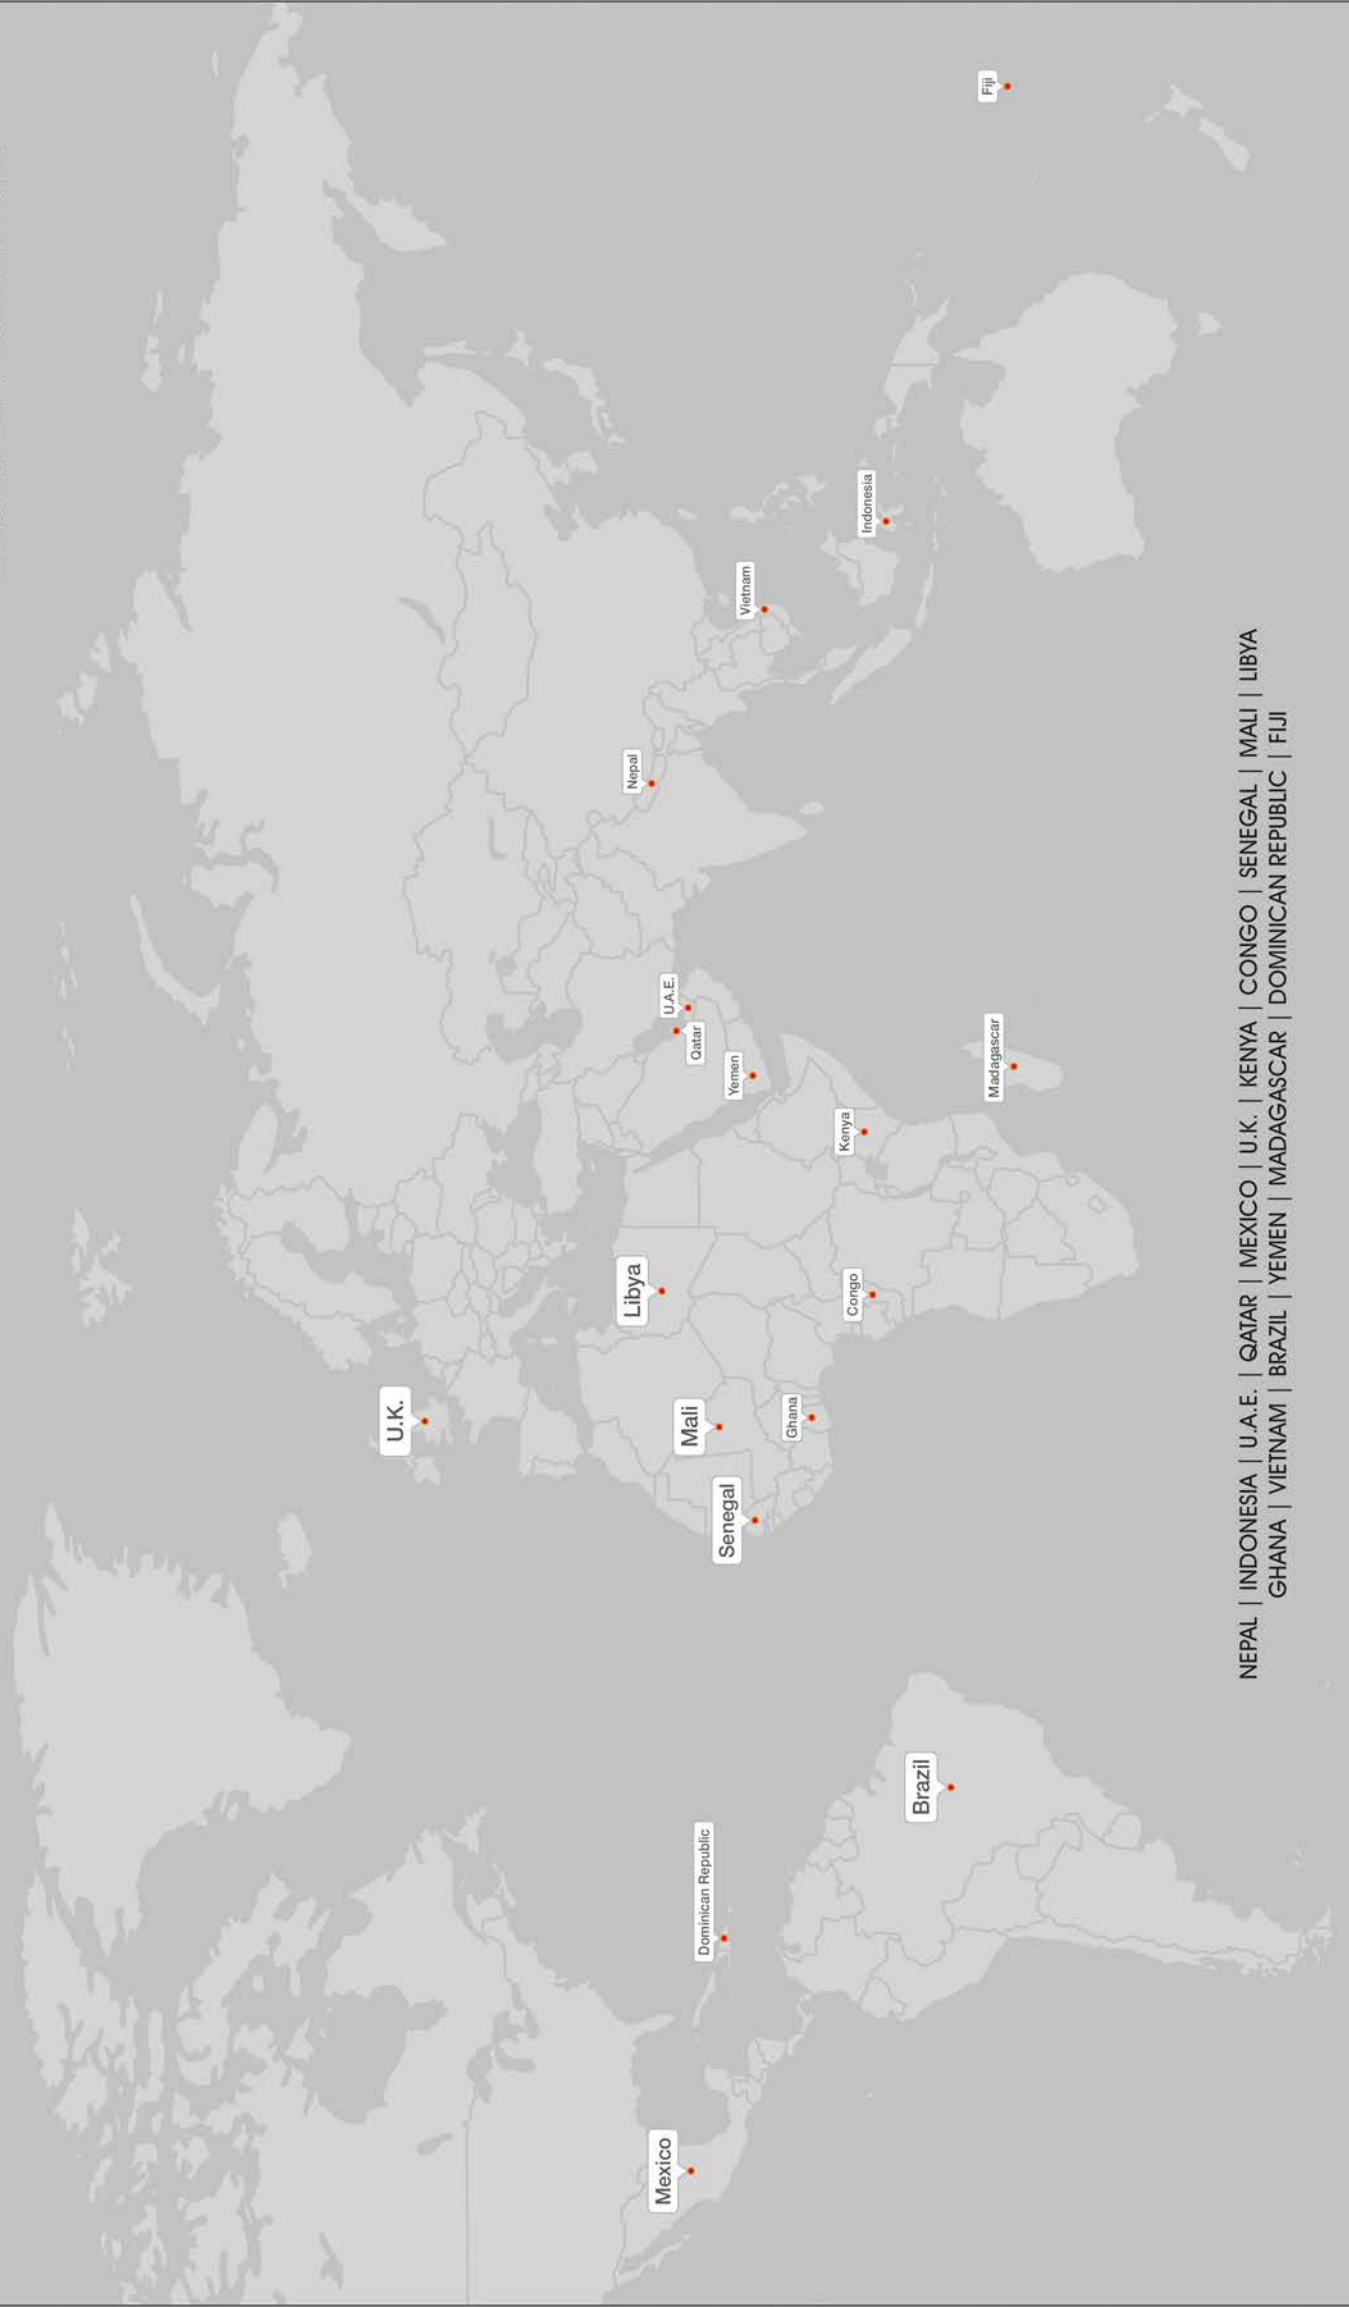 U.K.
Nepal
Libya
U.A.E.
Qatar
Mexico
Mali
Dominican Republic
Yemen
Vietnam
Senegal
Ghana
Kenya
Congo
Indonesia
Brazil
Fiji
Madagascar
NEPAL | INDONESIA | U.A.E. | QATAR | MEXICO | U.K. | KENYA | CONGO | SENEGAL | MALI | LIBYA
GHANA | VIETNAM | BRAZIL | YEMEN | MADAGASCAR | DOMINICAN REPUBLIC | FIJI